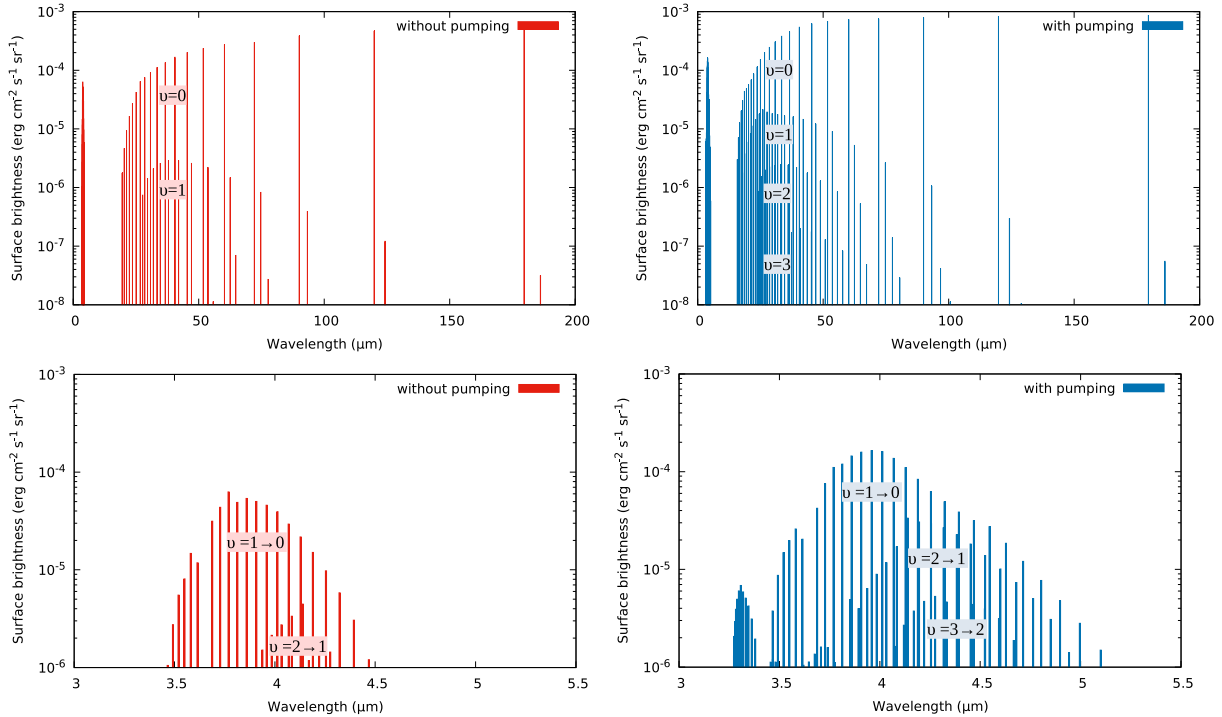 without pumping
υ=0
υ=1
Surface brightness (erg cm⁻² s⁻¹ sr⁻¹)
10⁻³
10⁻⁴
10⁻⁵
10⁻⁶
10⁻⁷
10⁻⁸
0 50 100 150 200
Wavelength (μm)
with pumping
υ=0
υ=1
υ=2
υ=3
Surface brightness (erg cm⁻² s⁻¹ sr⁻¹)
10⁻³
10⁻⁴
10⁻⁵
10⁻⁶
10⁻⁷
10⁻⁸
0 50 100 150 200
Wavelength (μm)
without pumping
υ =1→0
υ=2→1
Surface brightness (erg cm⁻² s⁻¹ sr⁻¹)
10⁻³
10⁻⁴
10⁻⁵
10⁻⁶
3 3.5 4 4.5 5 5.5
Wavelength (μm)
with pumping
υ =1→0
υ =2→1
υ =3→2
Surface brightness (erg cm⁻² s⁻¹ sr⁻¹)
10⁻³
10⁻⁴
10⁻⁵
10⁻⁶
3 3.5 4 4.5 5 5.5
Wavelength (μm)